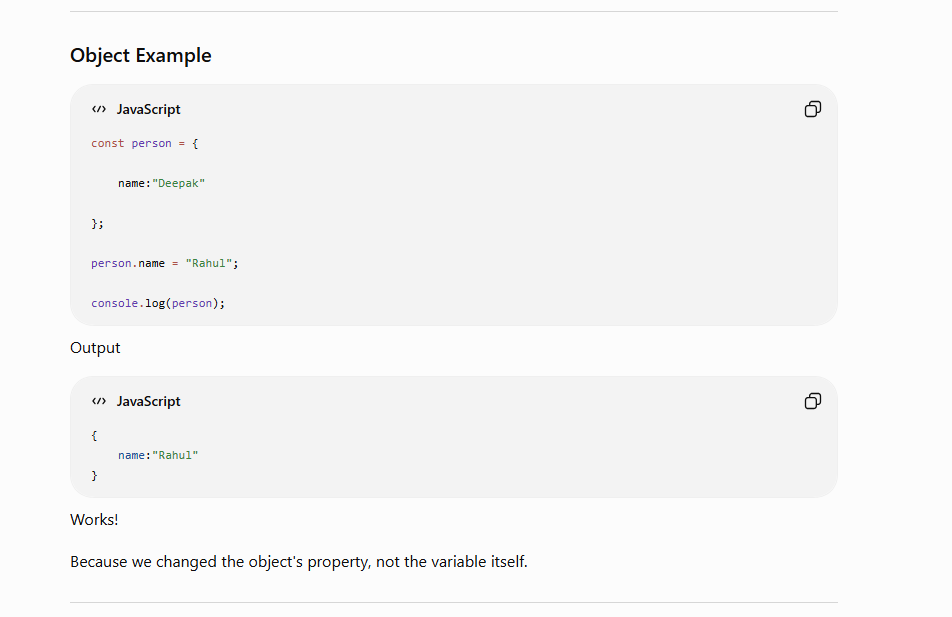 Object Example
JavaScript
const person = {
name:"Deepak"
};
person.name = "Rahul";
console.log(person);
Output
JavaScript
{
name:"Rahul"
}
Works!
Because we changed the object's property, not the variable itself.